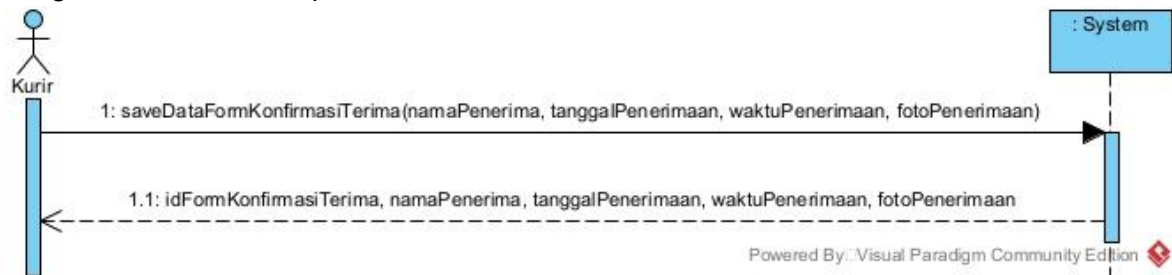 : System
Kurir
1: saveDataFormKonfirmasiTerima(namaPenerima, tanggalPenerimaan, waktuPenerimaan, fotoPenerimaan)
1.1: idFormKonfirmasiTerima, namaPenerima, tanggalPenerimaan, waktuPenerimaan, fotoPenerimaan
Powered By Visual Paradigm Community Edition